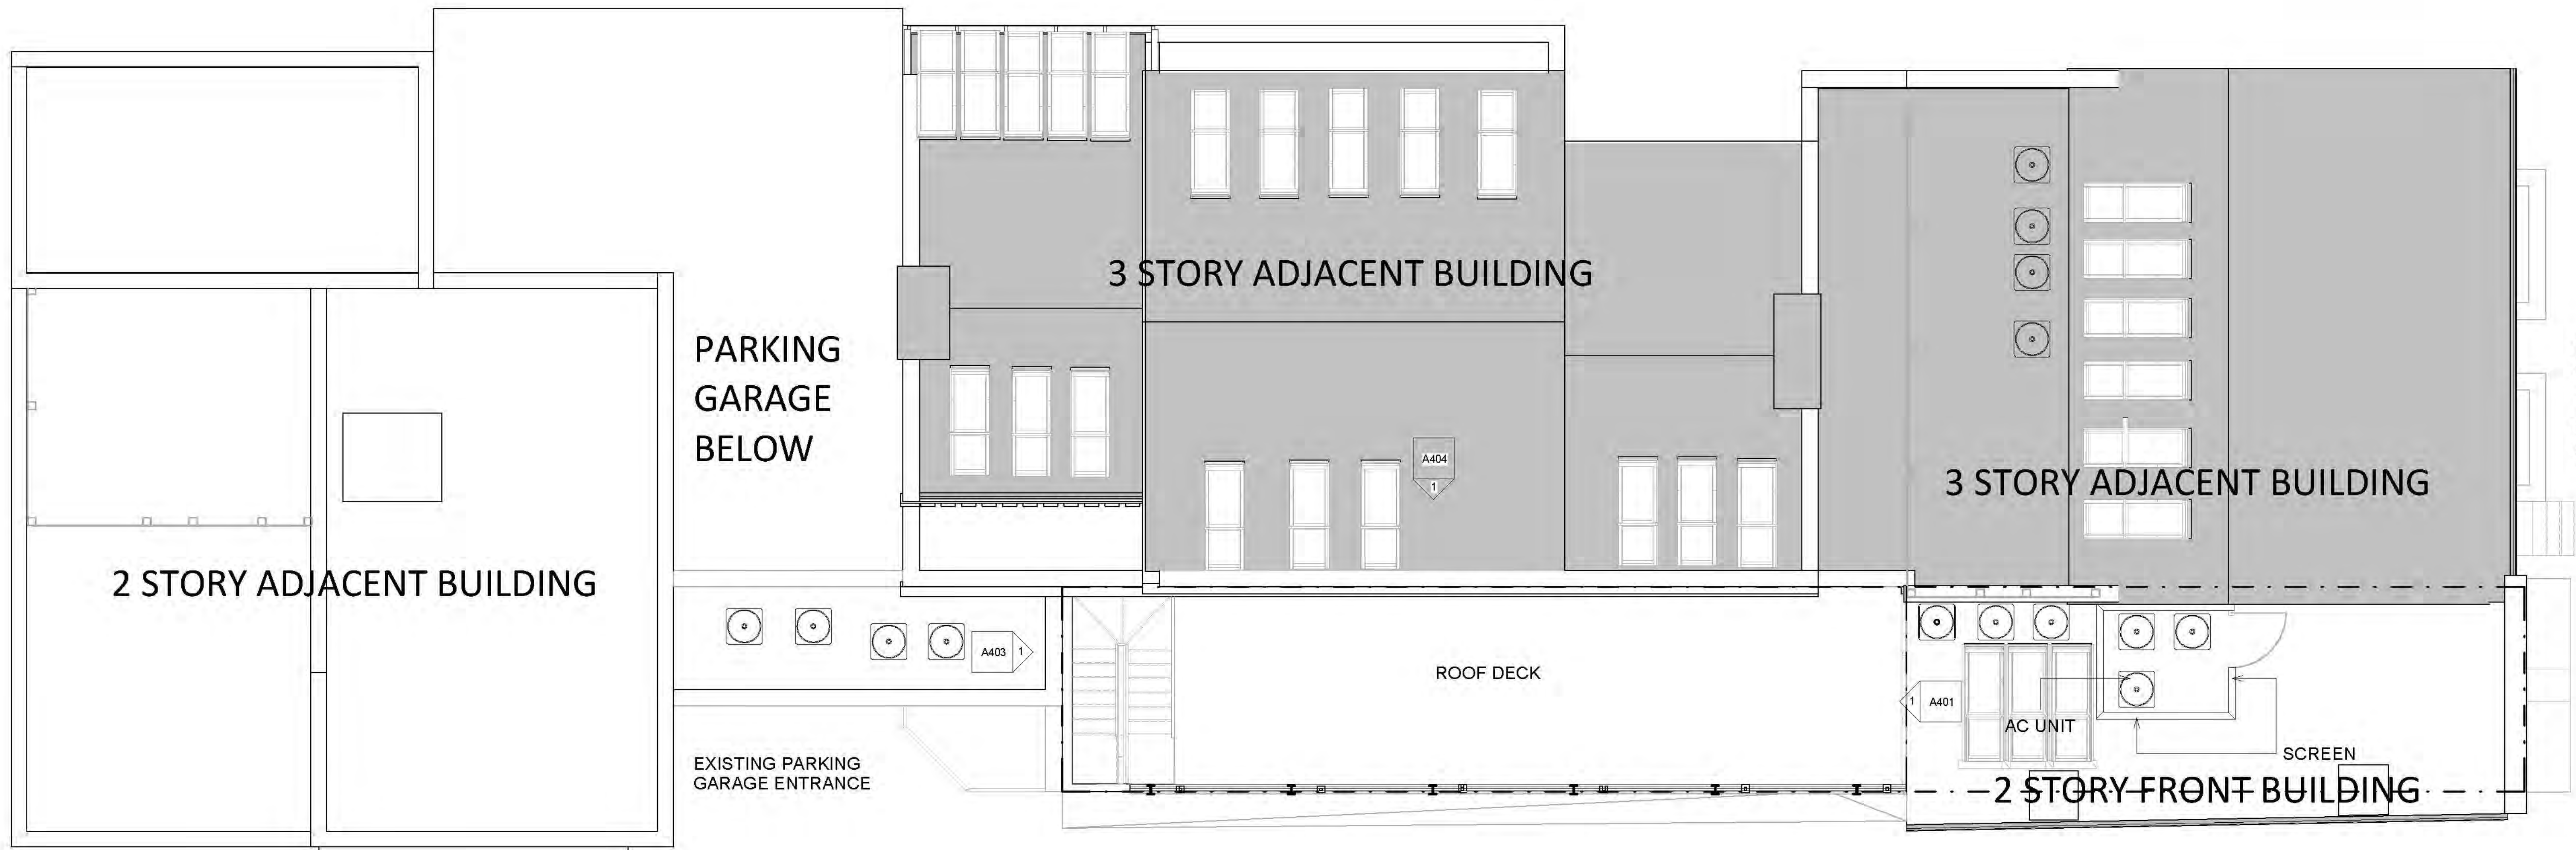 3 STORY ADJACENT BUILDING
PARKING
GARAGE
BELOW
A404
1
3 STORY ADJACENT BUILDING
2 STORY ADJACENT BUILDING
A403
1
ROOF DECK
1
A401
AC UNIT
SCREEN
EXISTING PARKING
GARAGE ENTRANCE
2 STORY FRONT BUILDING